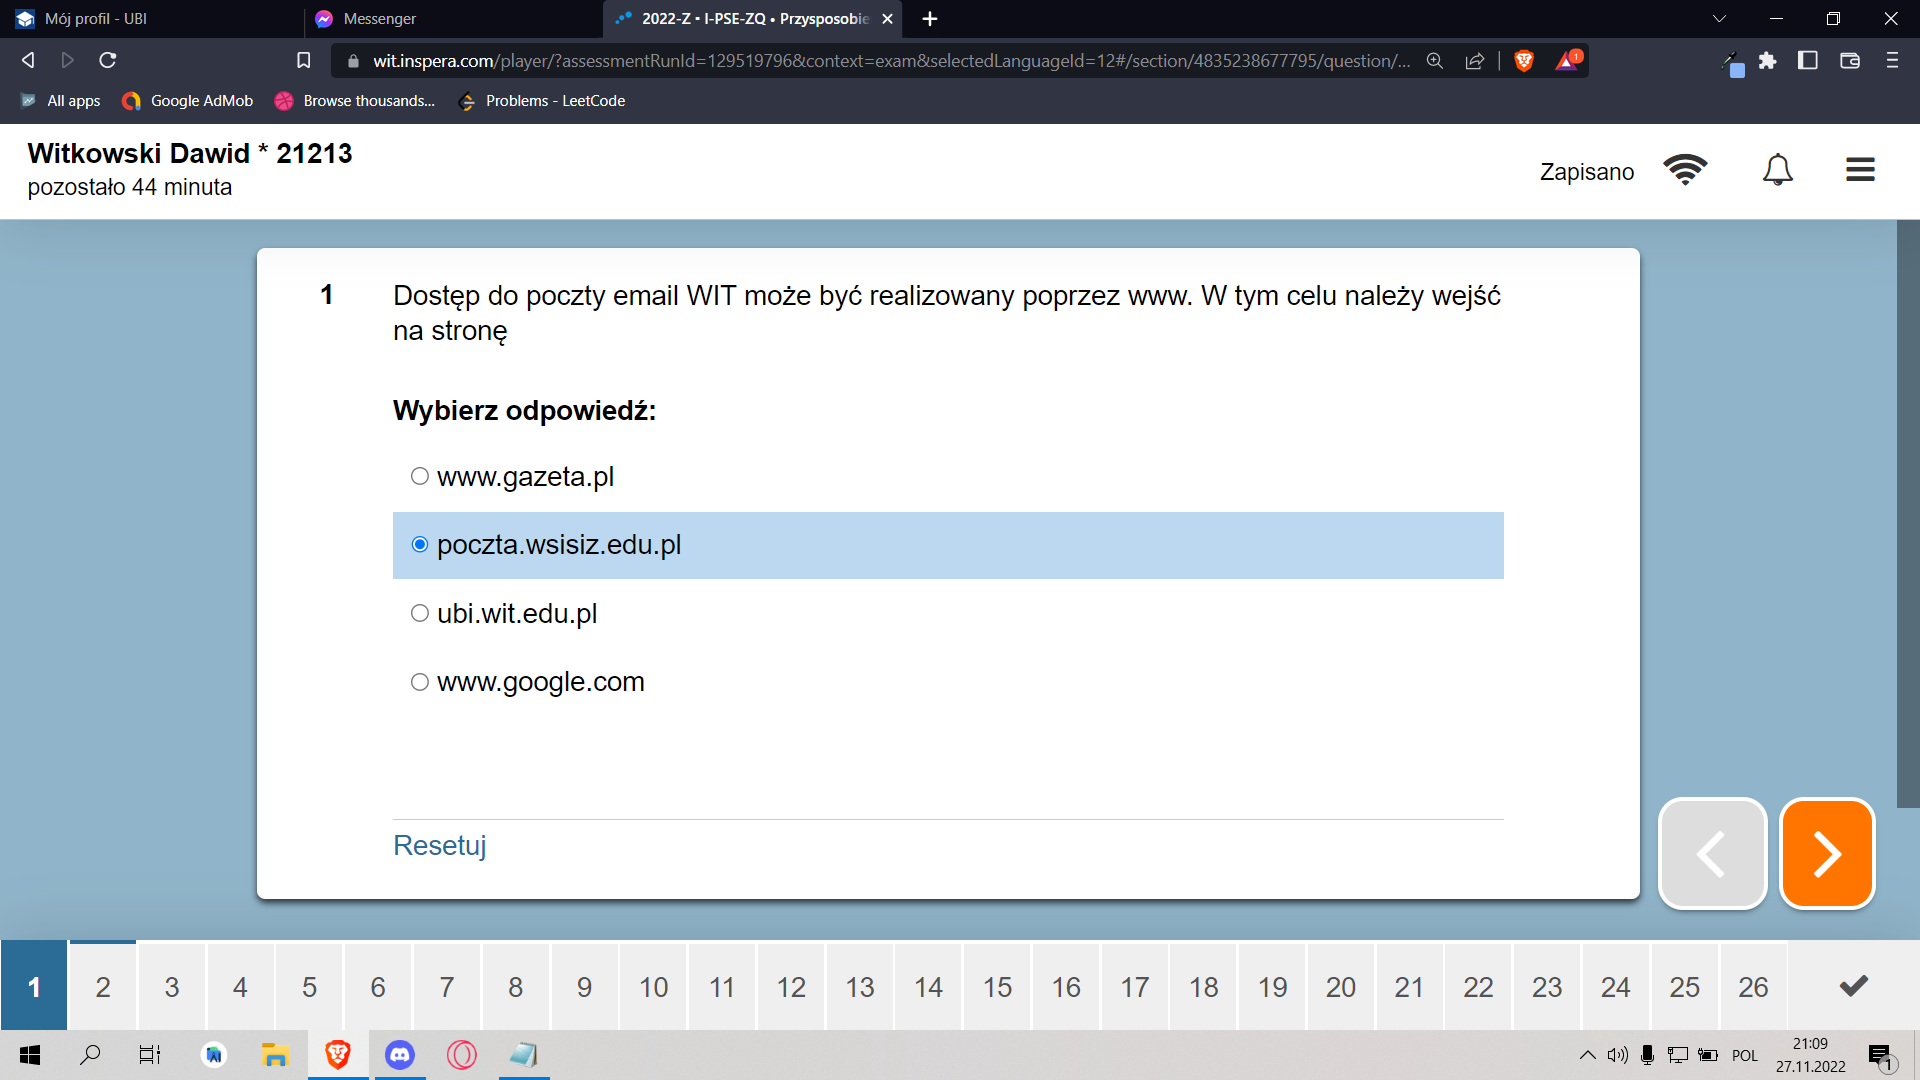 Mój profil - UBI
Messenger
2022-Z • I-PSE-ZQ • Przysposobie
wit.inspera.com/player/?assessmentRunId=129519796&context=exam&selectedLanguageId=12#/section/4835238677795/question/...
1
All apps
Google AdMob
Browse thousands...
Problems - LeetCode
Witkowski Dawid * 21213
pozostało 44 minuta
Zapisano
1
Dostęp do poczty email WIT może być realizowany poprzez www. W tym celu należy wejść
na stronę
Wybierz odpowiedź:
www.gazeta.pl
poczta.wsisiz.edu.pl
ubi.wit.edu.pl
www.google.com
Resetuj
1 2 3 4 5 6 7 8 9 10 11 12 13 14 15 16 17 18 19 20 21 22 23 24 25 26
POL
21:09
27.11.2022
1